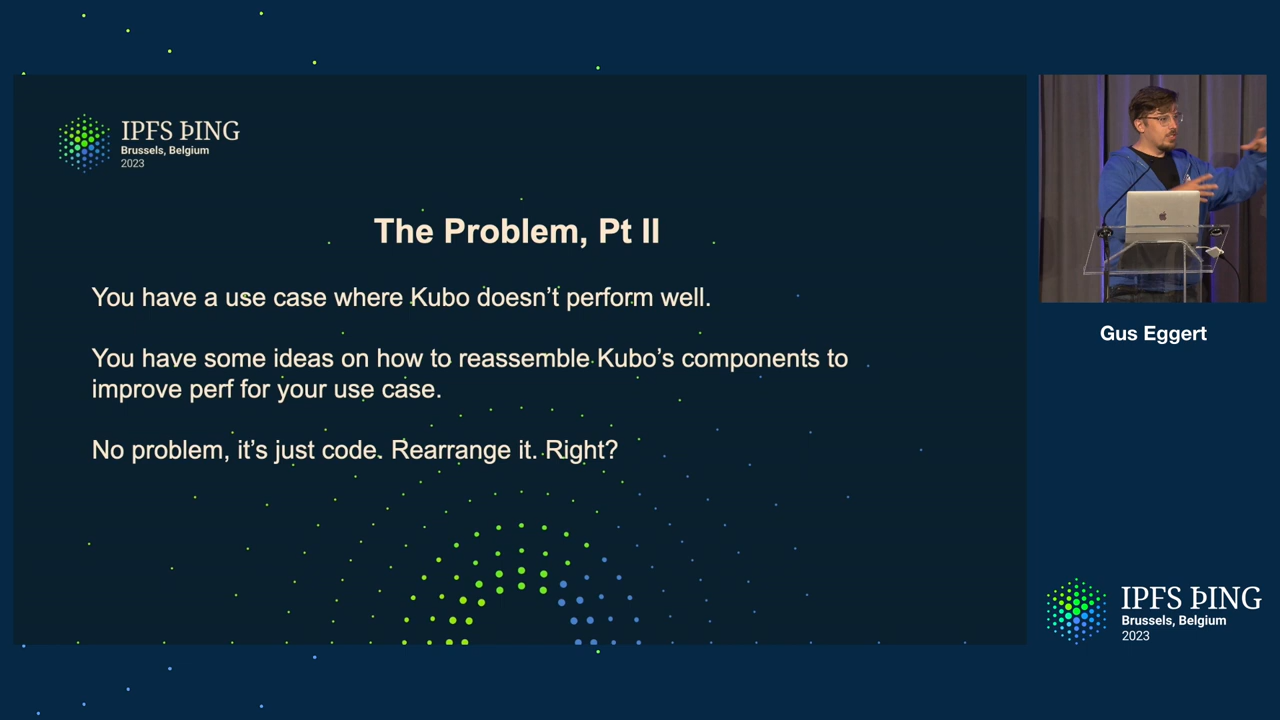 IPFS ÞING
Brussels, Belgium
2023
The Problem, Pt II
You have a use case where Kubo doesn’t perform well.
You have some ideas on how to reassemble Kubo’s components to
improve perf for your use case.
No problem, it’s just code. Rearrange it. Right?
Gus Eggert
IPFS ÞING
Brussels, Belgium
2023